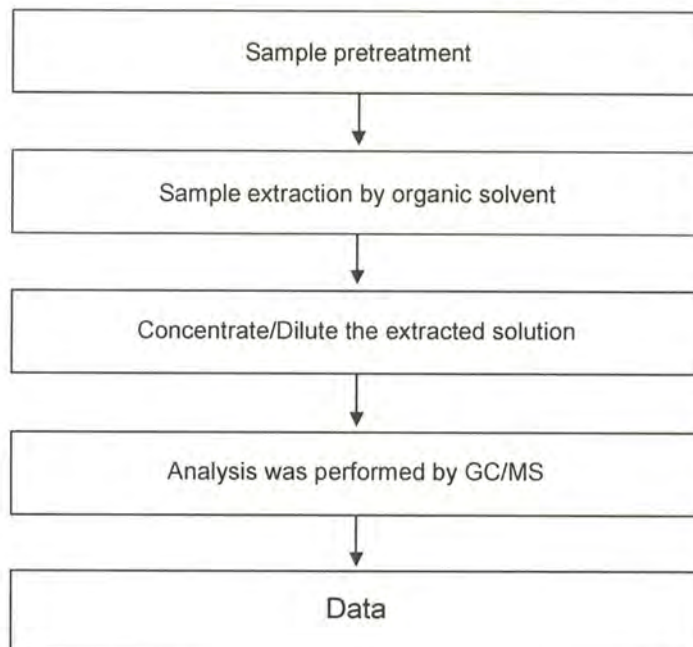 Sample pretreatment
Sample extraction by organic solvent
Concentrate/Dilute the extracted solution
Analysis was performed by GC/MS
Data